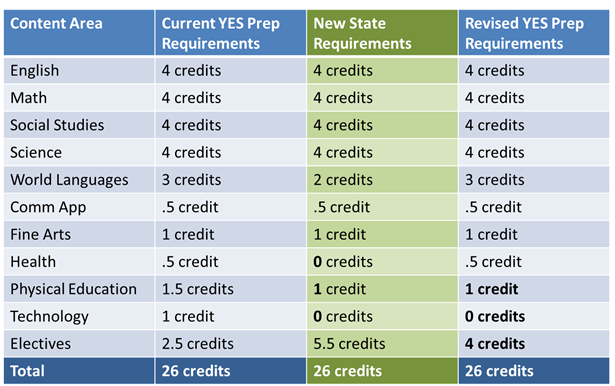 Content Area Current YES Prep Requirements New State Requirements Revised YES Prep Requirements
English 4 credits 4 credits 4 credits
Math 4 credits 4 credits 4 credits
Social Studies 4 credits 4 credits 4 credits
Science 4 credits 4 credits 4 credits
World Languages 3 credits 2 credits 3 credits
Comm App .5 credit .5 credit .5 credit
Fine Arts 1 credit 1 credit 1 credit
Health .5 credit 0 credits .5 credit
Physical Education 1.5 credits 1 credit 1 credit
Technology 1 credit 0 credits 0 credits
Electives 2.5 credits 5.5 credits 4 credits
Total 26 credits 26 credits 26 credits